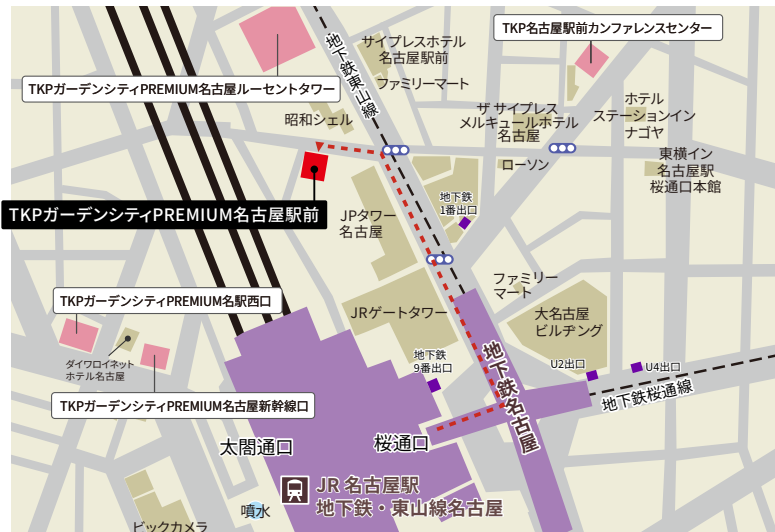 TKP名古屋駅前カンファレンスセンター
サイプレスホテル
名古屋駅前
地下鉄東山線
TKPガーデンシティPREMIUM名古屋ルーセントタワー
ファミリーマート
昭和シェル
ザ サイプレス
メルキュールホテル
名古屋
ホテル
ステーションイン
ナゴヤ
ローソン
東横イン
名古屋駅
桜通口本館
地下鉄
1番出口
TKPガーデンシティPREMIUM名古屋駅前
JPタワー
名古屋
ファミリー
マート
TKPガーデンシティPREMIUM名駅西口
JRゲートタワー
大名古屋
ビルヂング
ダイワロイネット
ホテル名古屋
地下鉄
9番出口
地下鉄名古屋
U2出口
U4出口
地下鉄桜通線
TKPガーデンシティPREMIUM名古屋新幹線口
太閤通口
桜通口
JR 名古屋駅
地下鉄・東山線名古屋
噴水
ビックカメラ